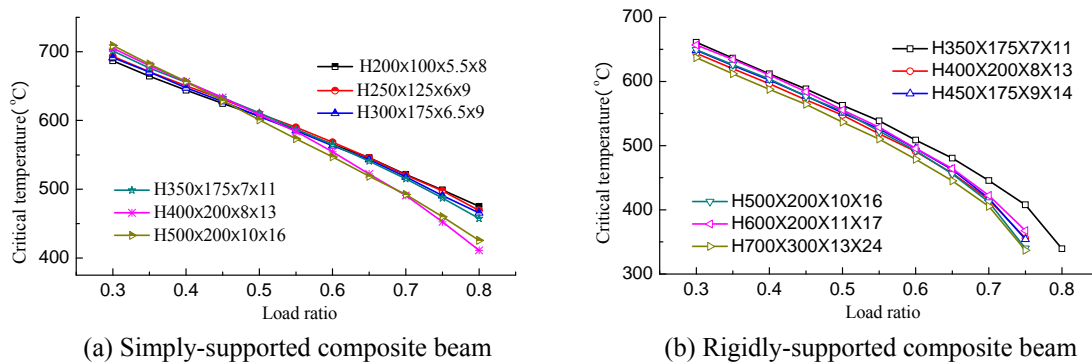 Critical temperature( °C)
700
600
500
400
0.3 0.4 0.5 0.6 0.7 0.8
Load ratio
H200x100x5.5x8
H250x125x6x9
H300x175x6.5x9
H350x175x7x11
H400x200x8x13
H500x200x10x16
(a) Simply-supported composite beam
Critical temperature( °C)
700
600
500
400
300
0.3 0.4 0.5 0.6 0.7 0.8
Load ratio
H350X175X7X11
H400X200X8X13
H450X175X9X14
H500X200X10X16
H600X200X11X17
H700X300X13X24
(b) Rigidly-supported composite beam